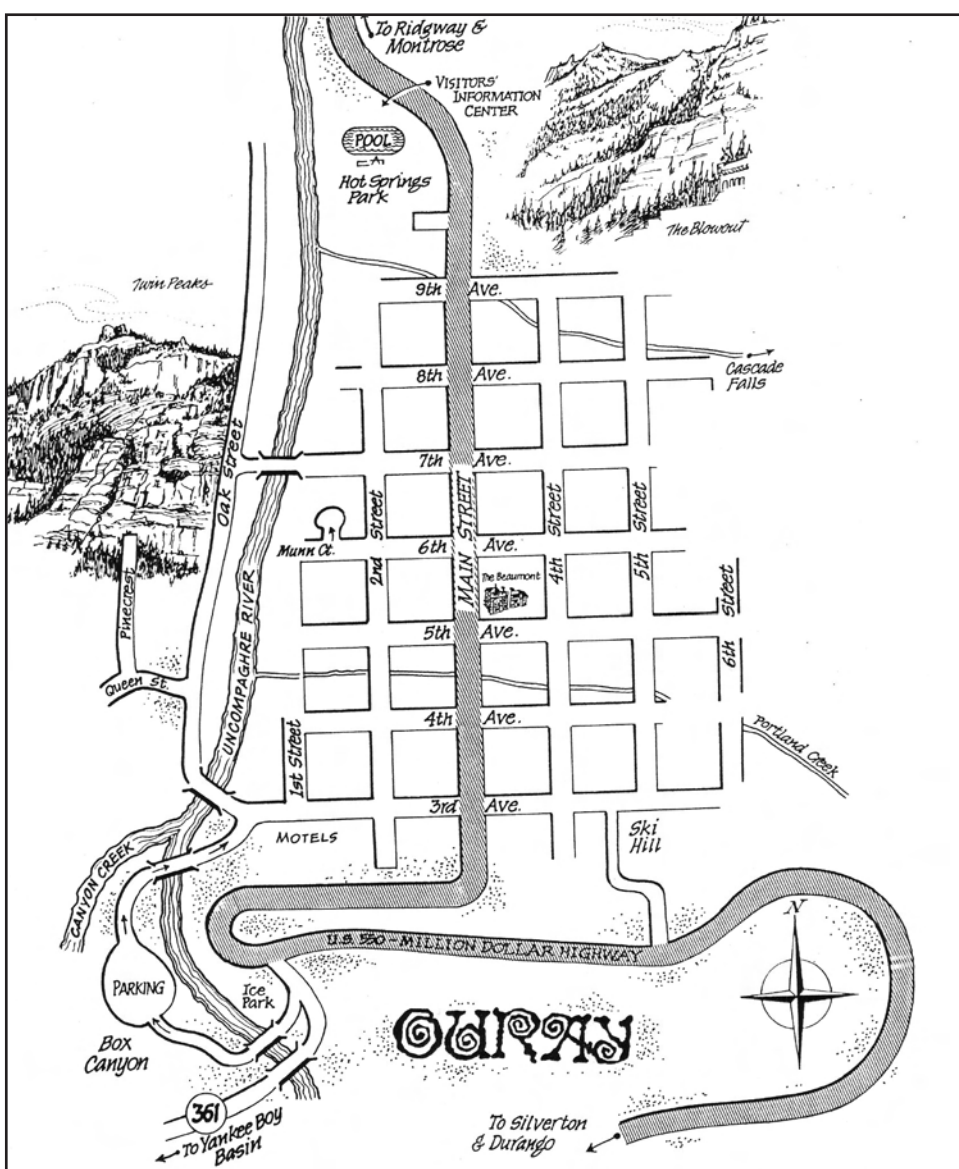 To Ridgway &
Montrose
VISITORS'
INFORMATION
CENTER
POOL
Hot Springs
Park
The Blowout
Twin Peaks
9th Ave.
8th Ave.
Cascade
Falls
Oak Street
7th Ave.
2nd Street
MAIN STREET
4th Street
5th Street
Munn Ct.
6th Ave.
The Beaumont
Pinecrest
UNCOMPAGHRE RIVER
5th Ave.
6th Street
Queen St.
4th Ave.
1st Street
Portland Creek
3rd Ave.
MOTELS
Ski
Hill
CANYON CREEK
U.S. 550 - MILLION DOLLAR HIGHWAY
N
PARKING
Ice
Park
Box
Canyon
OURAY
361
To Yankee Boy
Basin
To Silverton
& Durango